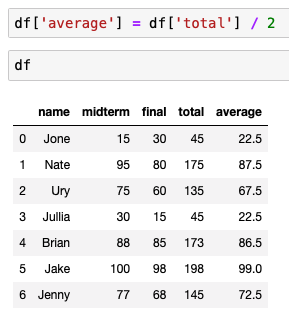 df['average'] = df['total'] / 2
df
name midterm final total average
0 Jone 15 30 45 22.5
1 Nate 95 80 175 87.5
2 Ury 75 60 135 67.5
3 Jullia 30 15 45 22.5
4 Brian 88 85 173 86.5
5 Jake 100 98 198 99.0
6 Jenny 77 68 145 72.5